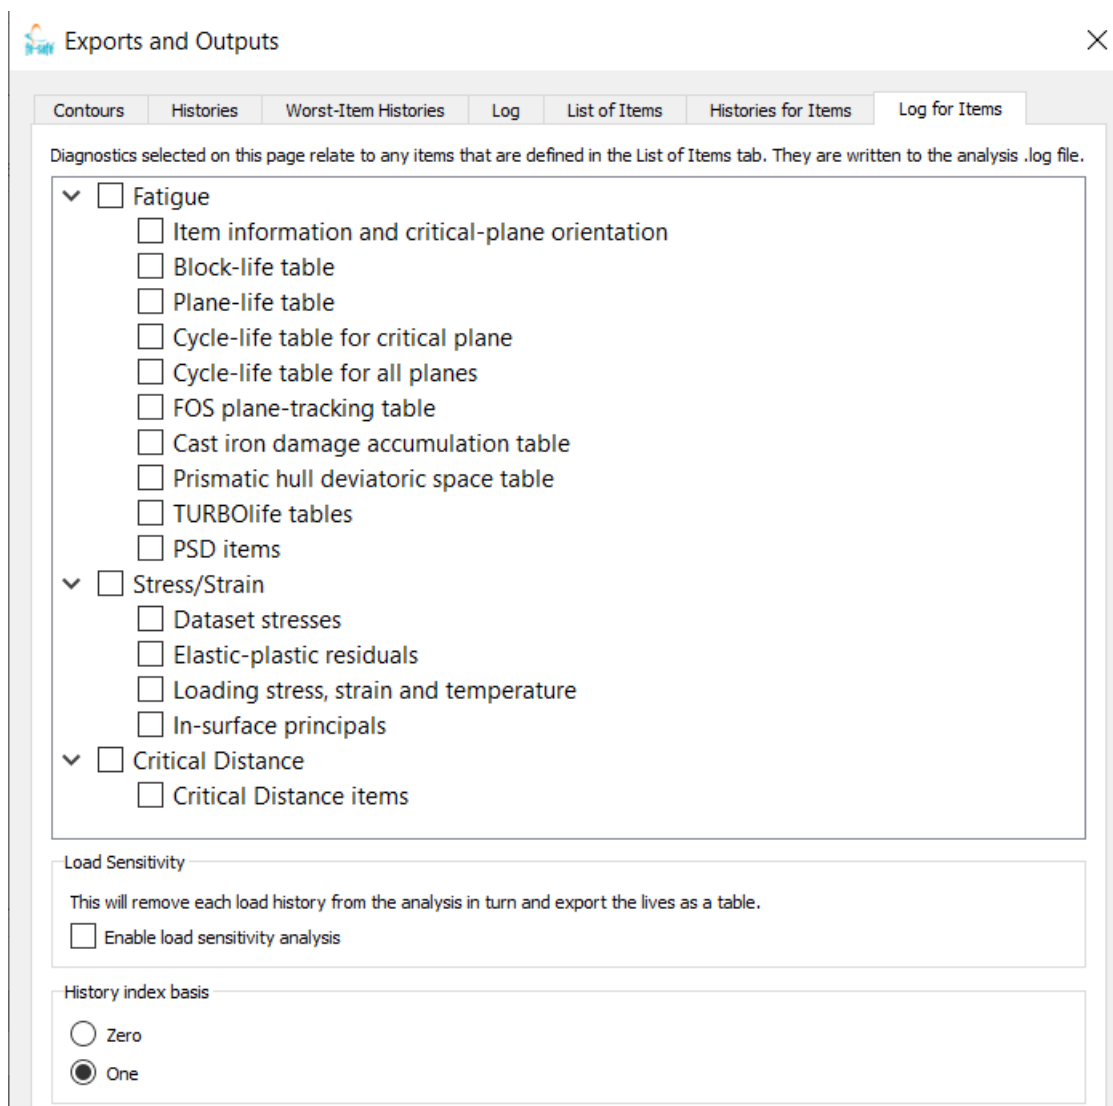 fe-safe
Exports and Outputs
Contours Histories Worst-Item Histories Log List of Items Histories for Items Log for Items
Diagnostics selected on this page relate to any items that are defined in the List of Items tab. They are written to the analysis .log file.
Fatigue
Item information and critical-plane orientation
Block-life table
Plane-life table
Cycle-life table for critical plane
Cycle-life table for all planes
FOS plane-tracking table
Cast iron damage accumulation table
Prismatic hull deviatoric space table
TURBOlife tables
PSD items
Stress/Strain
Dataset stresses
Elastic-plastic residuals
Loading stress, strain and temperature
In-surface principals
Critical Distance
Critical Distance items
Load Sensitivity
This will remove each load history from the analysis in turn and export the lives as a table.
Enable load sensitivity analysis
History index basis
Zero
One